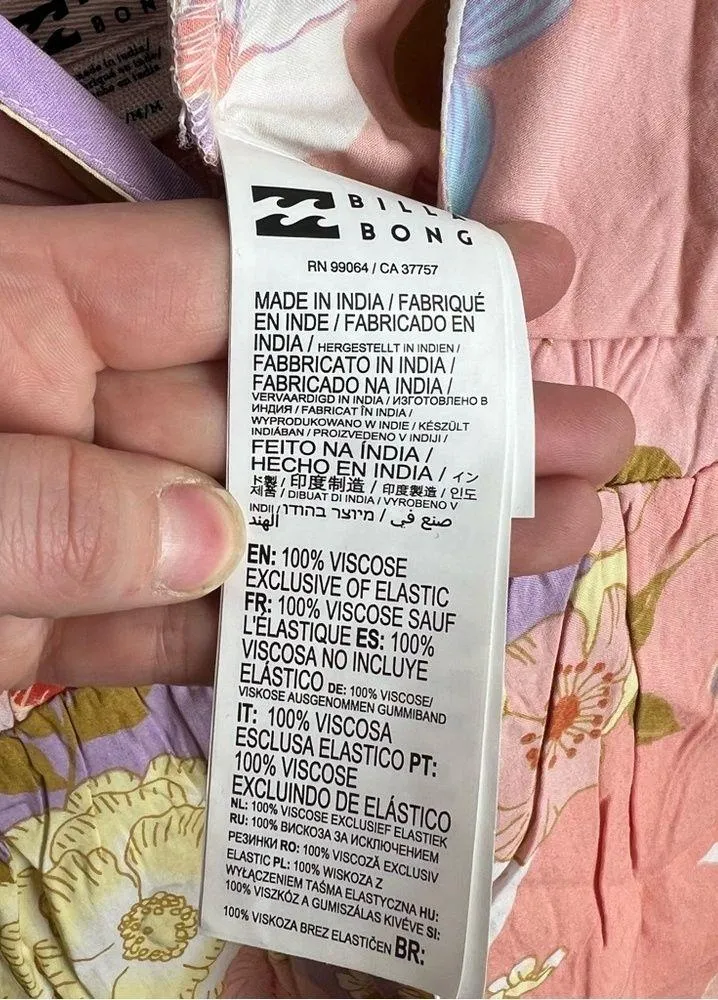 BON
BILLA
BONG
RN 99064 / CA 37757
MADE IN INDIA / FABRIQUÉ
EN INDE / FABRICADO EN
INDIA / HERGESTELLT IN INDIEN /
FABBRICATO IN INDIA /
FABRICADO NA INDIA /
VERVAARDIGD IN INDIA / ИЗГОТОВЛЕНО В
ИНДИЯ / FABRICAT ÎN INDIA /
WYPRODUKOWANO W INDIE / KÉSZÜLT
INDIÁBAN / PROIZVEDENO V INDIJI /
FEITO NA ÍNDIA /
HECHO EN INDIA / イン
ド製 / 印度制造 / 印度製造 / 인도
제품 / DIBUAT DI INDIA / VYROBENO V
INDII / מיוצר בהודו / صنع في
الهند
EN: 100% VISCOSE
EXCLUSIVE OF ELASTIC
FR: 100% VISCOSE SAUF
L'ÉLASTIQUE ES: 100%
VISCOSA NO INCLUYE
ELÁSTICO DE: 100% VISCOSE/
VISKOSE AUSGENOMMEN GUMMIBAND
IT: 100% VISCOSA
ESCLUSA ELASTICO PT:
100% VISCOSE
EXCLUINDO DE ELÁSTICO
NL: 100% VISCOSE EXCLUSIEF ELASTIEK
RU: 100% ВИСКОЗА ЗА ИСКЛЮЧЕНИЕМ
РЕЗИНКИ RO: 100% VISCOZĂ EXCLUSIV
ELASTIC PL: 100% WISKOZA Z
WYŁĄCZENIEM TAŚMA ELASTYCZNA HU:
100% VISZKÓZ A GUMISZÁLAS KIVÉVE SI:
100% VISKOZA BREZ ELASTIČEN BR: